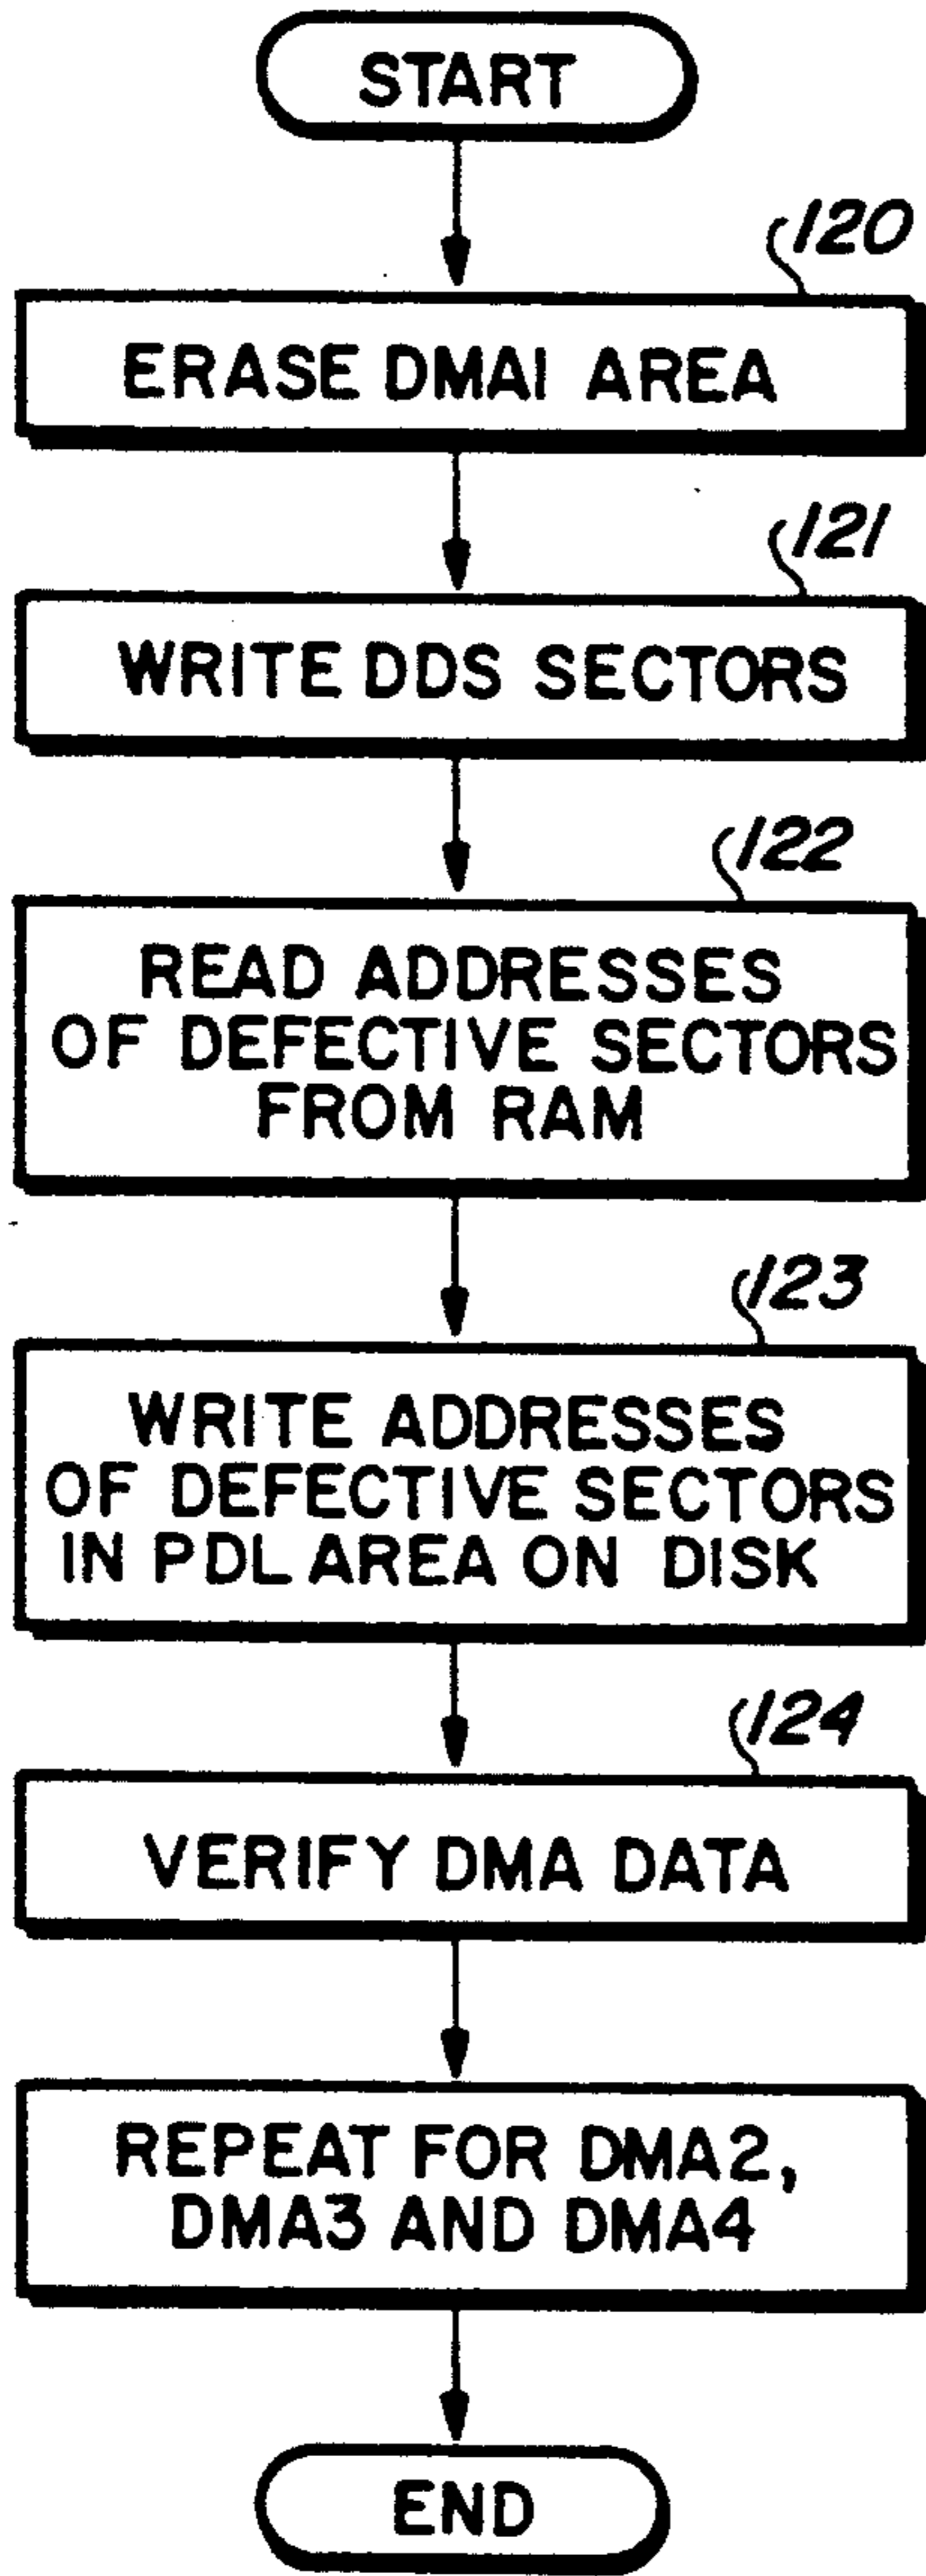 START
120
ERASE DMA1 AREA
121
WRITE DDS SECTORS
122
READ ADDRESSES
OF DEFECTIVE SECTORS
FROM RAM
123
WRITE ADDRESSES
OF DEFECTIVE SECTORS
IN PDL AREA ON DISK
124
VERIFY DMA DATA
REPEAT FOR DMA2,
DMA3 AND DMA4
END